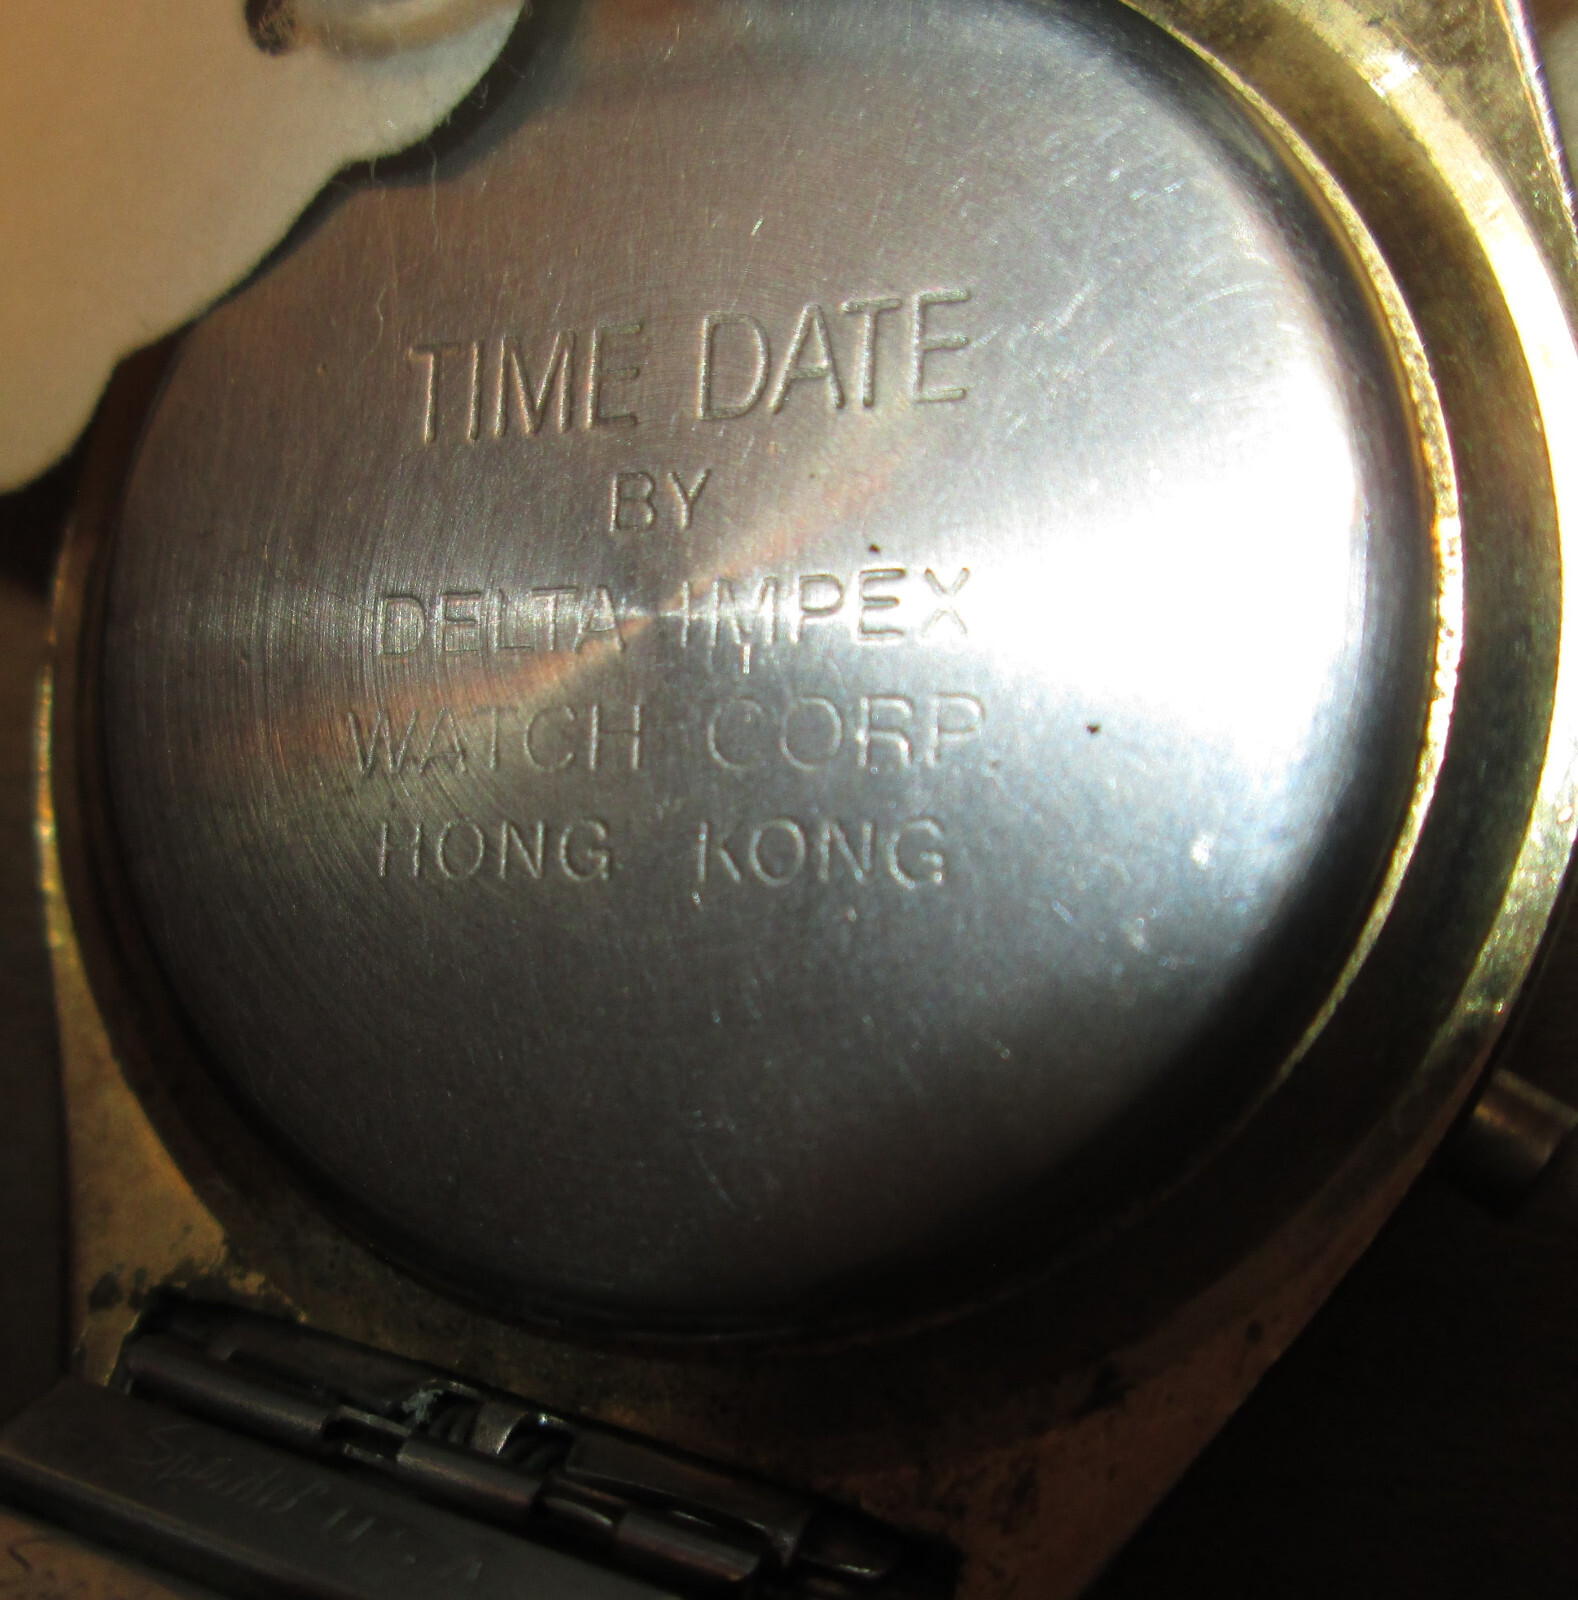 TIME DATE
BY
DELTA IMPEX
WATCH CORP.
HONG KONG